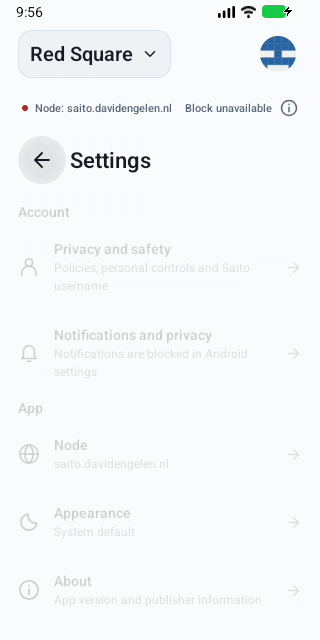 9:56
Red Square
Node: saito.davidengelen.nl Block unavailable
Settings
Account
Privacy and safety
Policies, personal controls and Saito
username
Notifications and privacy
Notifications are blocked in Android
settings.
App
Node
saito.davidengelen.nl
Appearance
System default
About
App version and publisher information